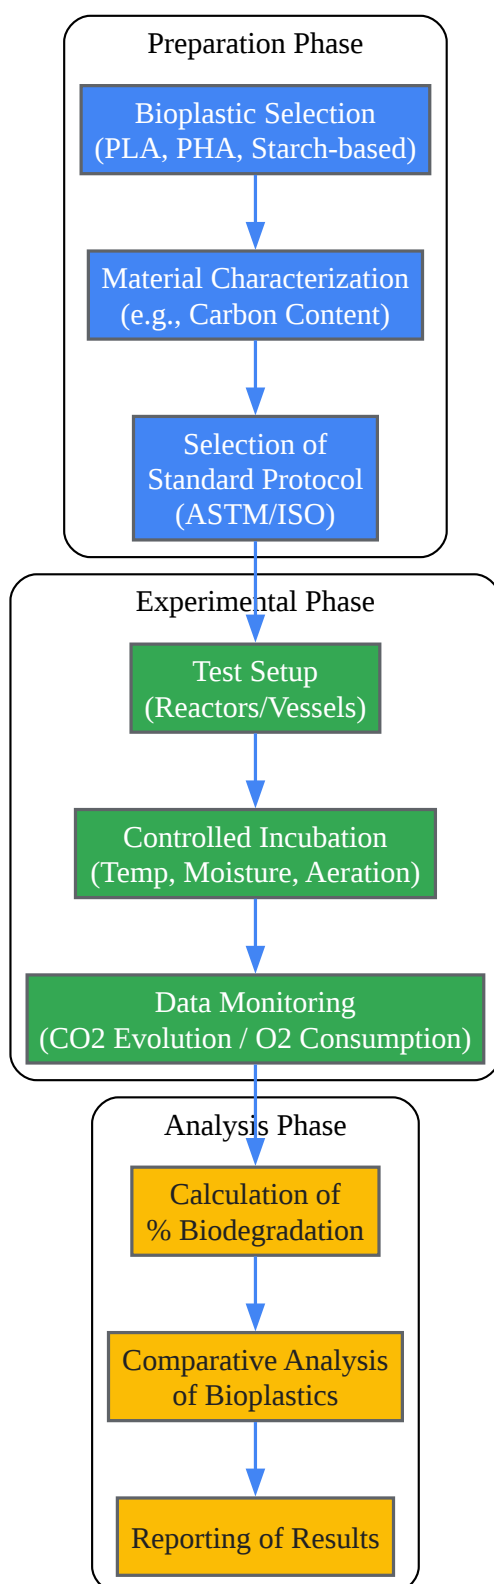 Preparation Phase
Bioplastic Selection
(PLA, PHA, Starch-based)
Material Characterization
(e.g., Carbon Content)
Selection of
Standard Protocol
(ASTM/ISO)
Experimental Phase
Test Setup
(Reactors/Vessels)
Controlled Incubation
(Temp, Moisture, Aeration)
Data Monitoring
(CO2 Evolution / O2 Consumption)
Analysis Phase
Calculation of
% Biodegradation
Comparative Analysis
of Bioplastics
Reporting of Results